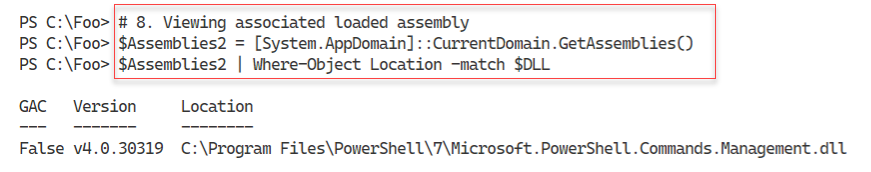 PS C:\Foo> # 8. Viewing associated loaded assembly
PS C:\Foo> $Assemblies2 = [System.AppDomain]::CurrentDomain.GetAssemblies()
PS C:\Foo> $Assemblies2 | Where-Object Location -match $DLL
GAC   Version    Location
---   -------    --------
False v4.0.30319 C:\Program Files\PowerShell\7\Microsoft.PowerShell.Commands.Management.dll